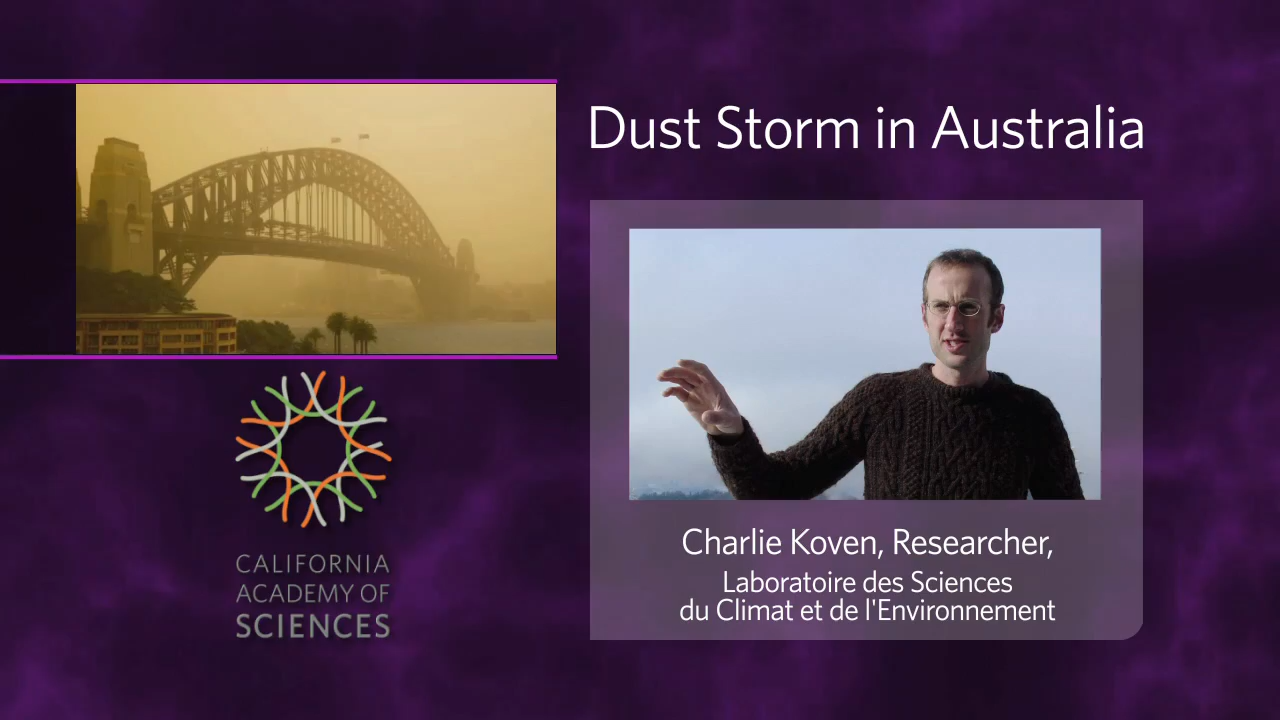 Dust Storm in Australia
Charlie Koven, Researcher,
Laboratoire des Sciences
du Climat et de l'Environnement
CALIFORNIA
ACADEMY OF
SCIENCES